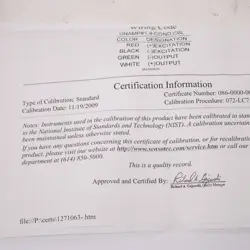 Wiring Code
UNAMPLIFIED
COLOR DESIGNATION
RED (+)EXCITATION
BLACK (-)EXCITATION
GREEN (-)OUTPUT
WHITE (+)OUTPUT
Certification Information
Type of Calibration: Standard
Certificate Number: 086-0000-0
Calibration Date: 11/19/2009
Calibration Procedure: 072-LC7
Notes: Instruments used in the calibration of this product have been calibrated to stan
to the National Institute of Standards and Technology (NIST). A calibration uncertain
been maintained unless otherwise stated.
If you have any questions concerning this certificate of calibration, or for recalibration
product, please visit our website at http://www.sensotec.com/service.htm or call our
department at (614) 850-5000.
This is a quality record.
Approved and Certified By:
file://P:\certs\1271063-.htm